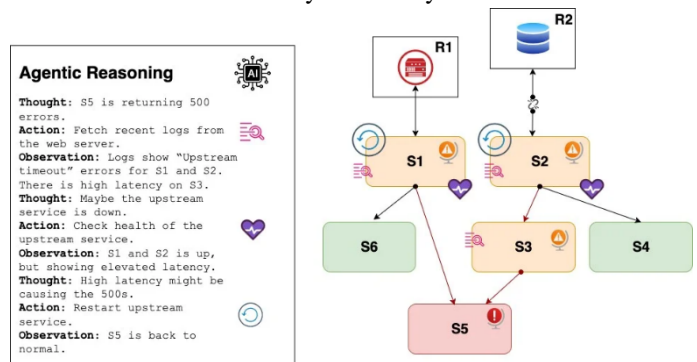 Agentic Reasoning
AI
Thought: S5 is returning 500
errors.
Action: Fetch recent logs from
the web server.
Observation: Logs show “Upstream
timeout” errors for S1 and S2.
There is high latency on S3.
Thought: Maybe the upstream
service is down.
Action: Check health of the
upstream service.
Observation: S1 and S2 is up,
but showing elevated latency.
Thought: High latency might be
causing the 500s.
Action: Restart upstream
service.
Observation: S5 is back to
normal.
R1
R2
S1
S2
S6
S3
S4
S5